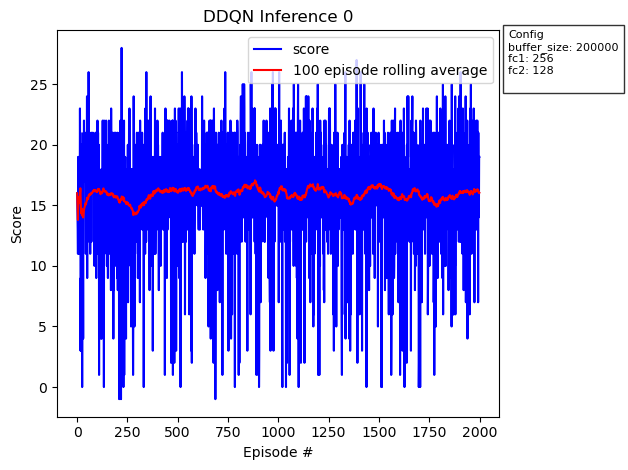 DDQN Inference 0
score
100 episode rolling average
Config
buffer_size: 200000
fc1: 256
fc2: 128
Score
25
20
15
10
5
0
0 250 500 750 1000 1250 1500 1750 2000
Episode #